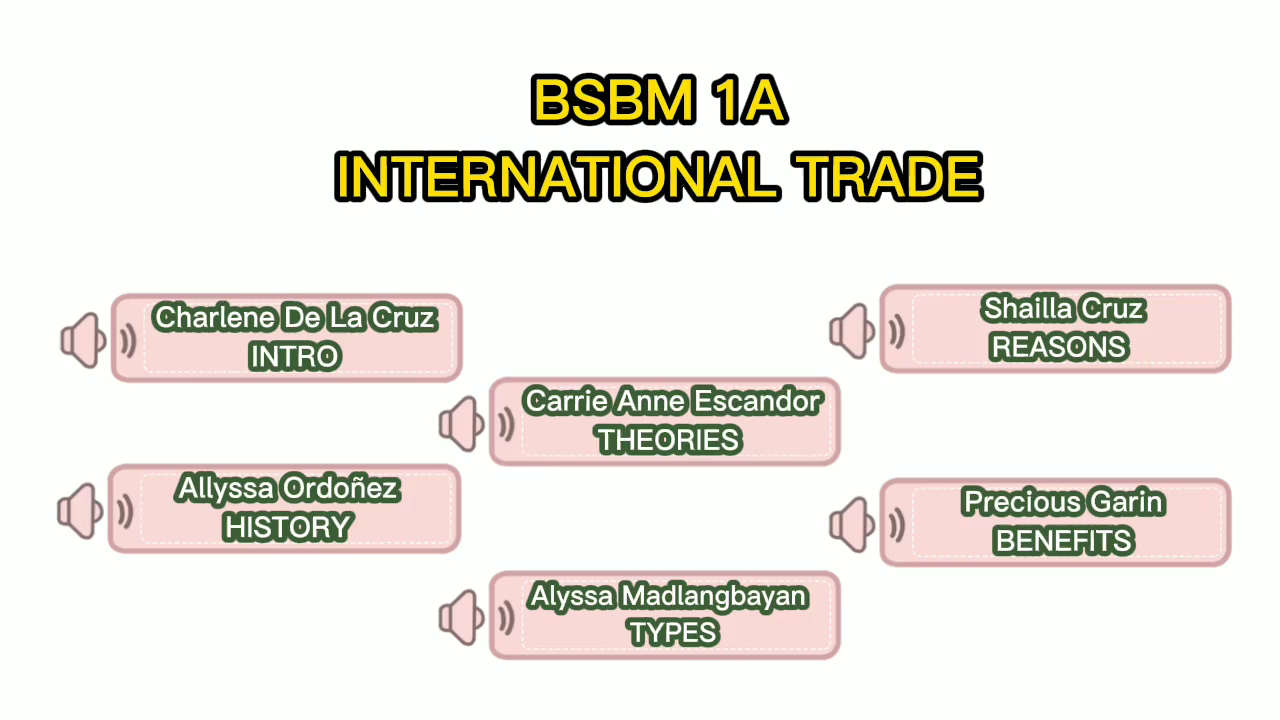 BSBM 1A
INTERNATIONAL TRADE
Charlene De La Cruz
INTRO
Allyssa Ordoñez
HISTORY
Carrie Anne Escandor
THEORIES
Alyssa Madlangbayan
TYPES
Shailla Cruz
REASONS
Precious Garin
BENEFITS